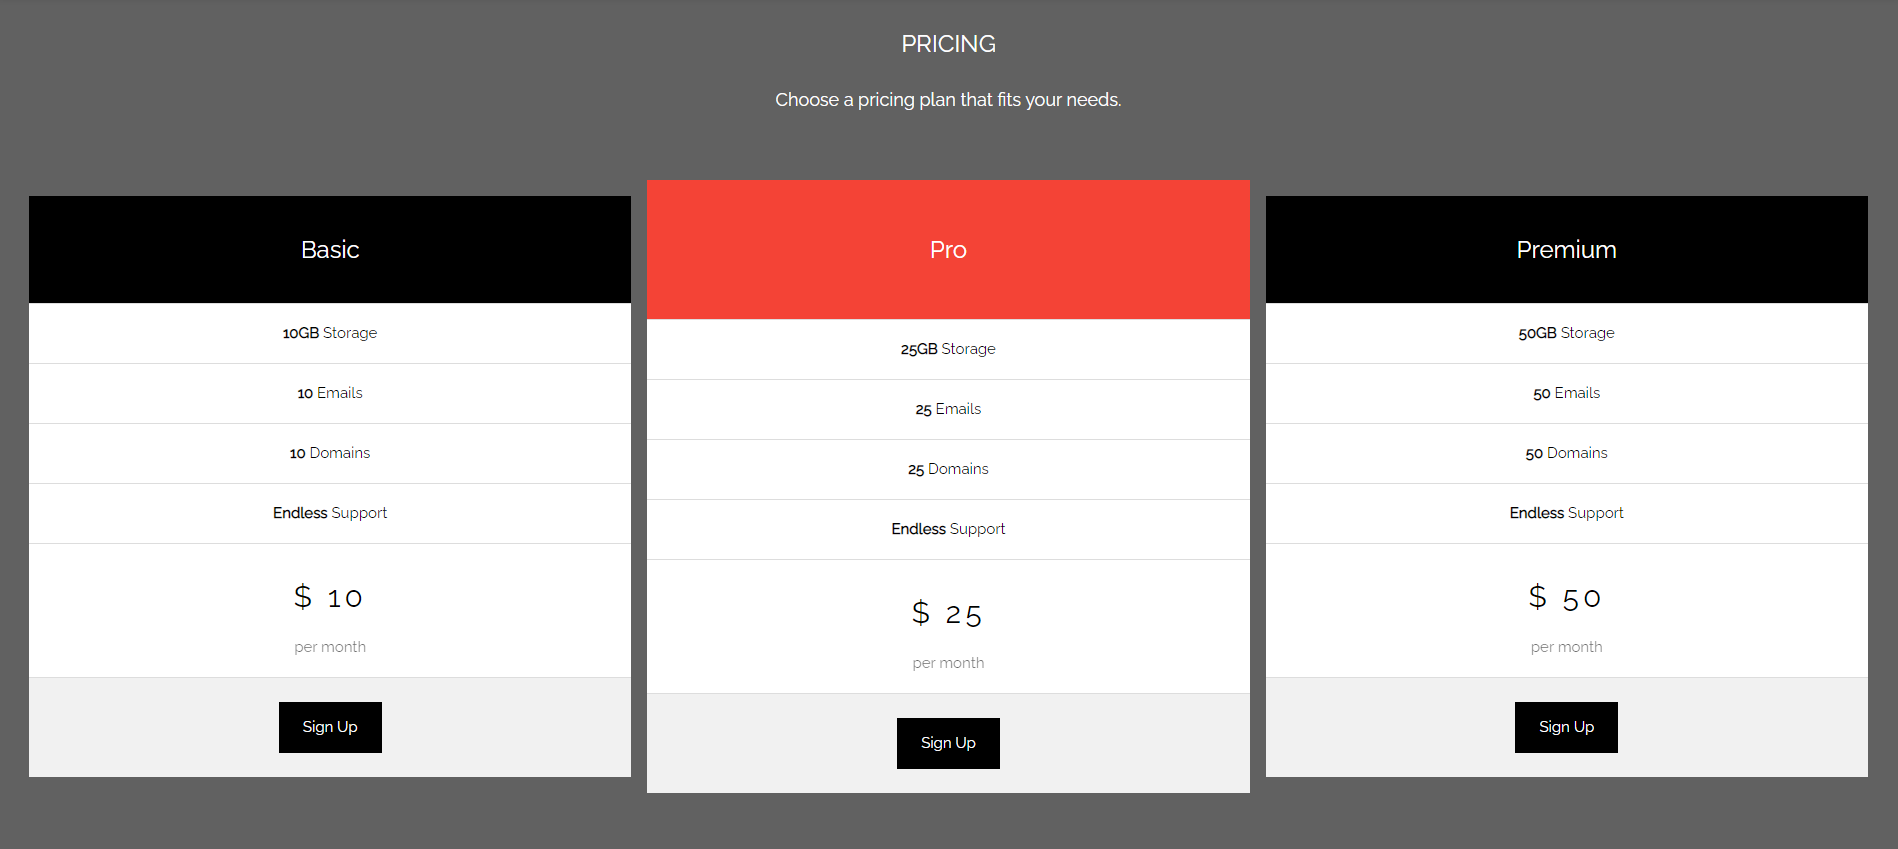 PRICING
Choose a pricing plan that fits your needs.
Basic
10GB Storage
10 Emails
10 Domains
Endless Support
$ 10
per month
Sign Up
Pro
25GB Storage
25 Emails
25 Domains
Endless Support
$ 25
per month
Sign Up
Premium
50GB Storage
50 Emails
50 Domains
Endless Support
$ 50
per month
Sign Up